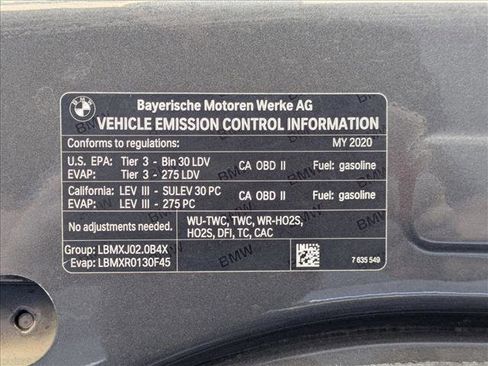 BMW
Bayerische Motoren Werke AG
VEHICLE EMISSION CONTROL INFORMATION
Conforms to regulations: MY 2020
U.S. EPA: Tier 3 - Bin 30 LDV CA OBD II Fuel: gasoline
EVAP: Tier 3 - 275 LDV
California: LEV III - SULEV 30 PC CA OBD II Fuel: gasoline
EVAP: LEV III - 275 PC
No adjustments needed. WU-TWC, TWC, WR-HO2S,
HO2S, DFI, TC, CAC
Group: LBMXJ02.0B4X
Evap: LBMXR0130F45
BMW
7 635 549